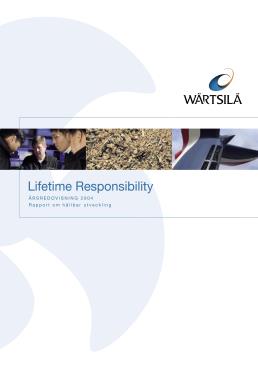 WÄRTSILÄ
Lifetime Responsibility
ÅRSREDOVISNING 2004
Rapport om hållbar utveckling